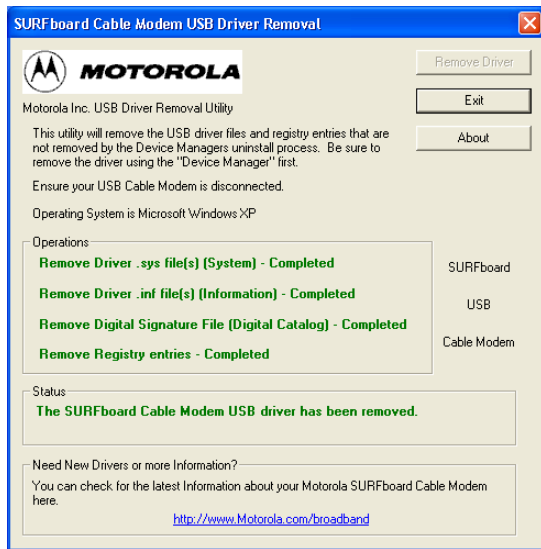 SURFboard Cable Modem USB Driver Removal
MOTOROLA
Remove Driver
Exit
About
Motorola Inc. USB Driver Removal Utility
This utility will remove the USB driver files and registry entries that are
not removed by the Device Managers uninstall process. Be sure to
remove the driver using the "Device Manager" first.
Ensure your USB Cable Modem is disconnected.
Operating System is Microsoft Windows XP
Operations
Remove Driver .sys file(s) (System) - Completed
Remove Driver .inf file(s) (Information) - Completed
Remove Digital Signature File (Digital Catalog) - Completed
Remove Registry entries - Completed
SURFboard
USB
Cable Modem
Status
The SURFboard Cable Modem USB driver has been removed.
Need New Drivers or more Information?
You can check for the latest Information about your Motorola SURFboard Cable Modem
here.
http://www.Motorola.com/broadband